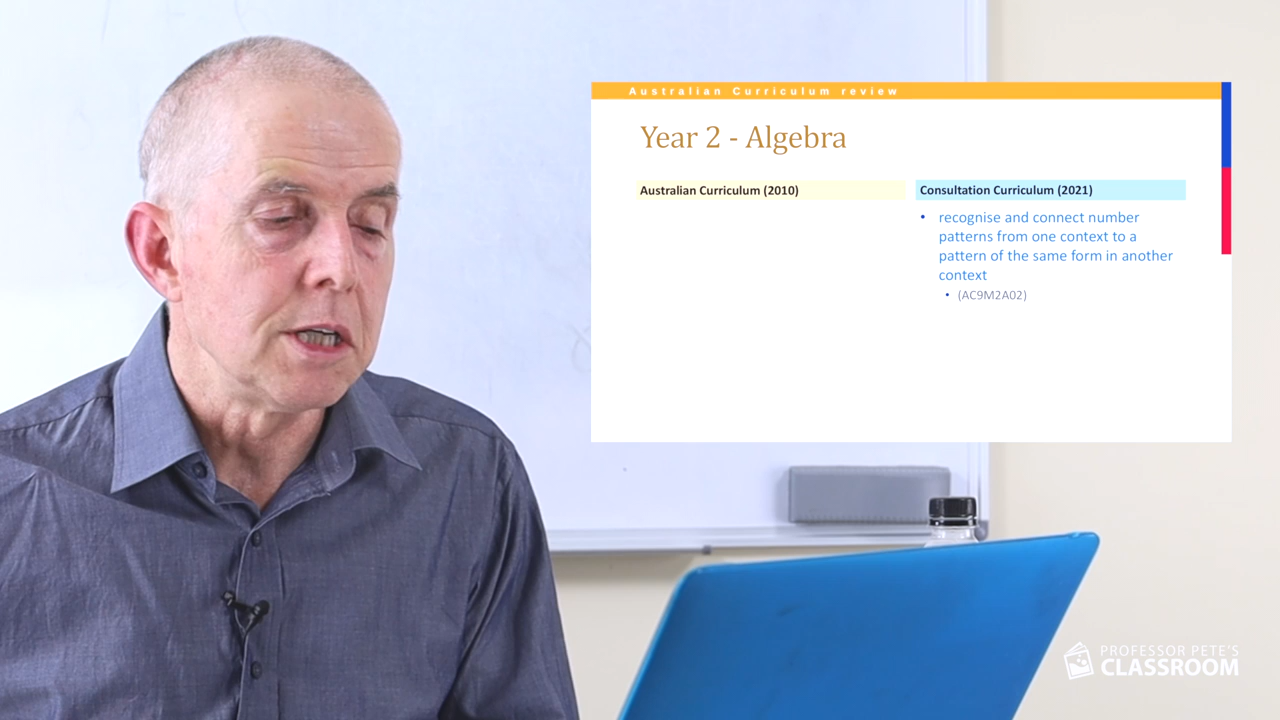 Australian Curriculum review
Year 2 - Algebra
Australian Curriculum (2010)
Consultation Curriculum (2021)
• recognise and connect number
patterns from one context to a
pattern of the same form in another
context
• (AC9M2A02)
PROFESSOR PETE'S
CLASSROOM